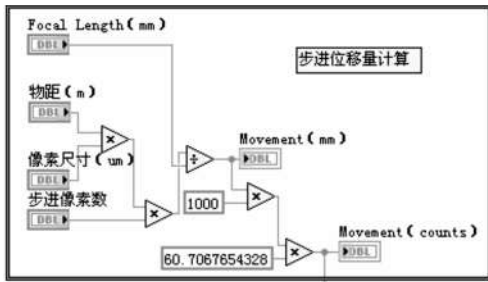 Focal Length(mm)
DBL
步进位移量计算
物距(m)
DBL
×
像素尺寸(um)
÷
Movement(mm)
DBL
DBL
步进像素数
×
DBL
×
1000
Movement(counts)
60.7067654328
×
DBL